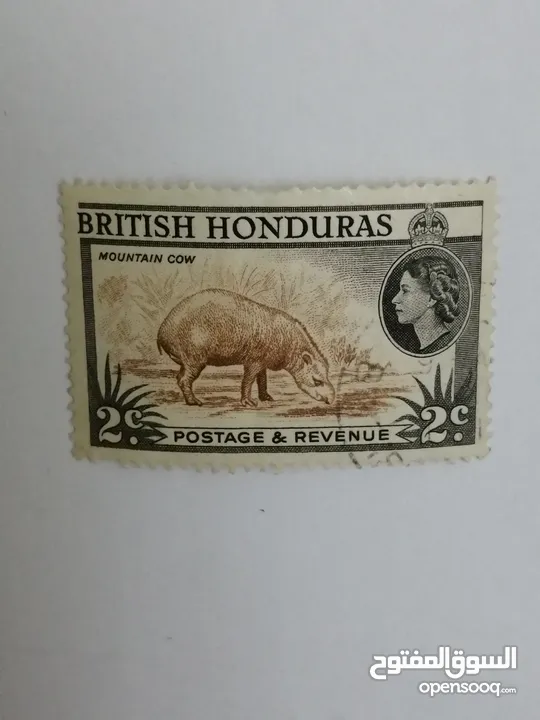 BRITISH HONDURAS
MOUNTAIN COW
2c
POSTAGE & REVENUE
2c
السوق المفتوح
opensooq.com